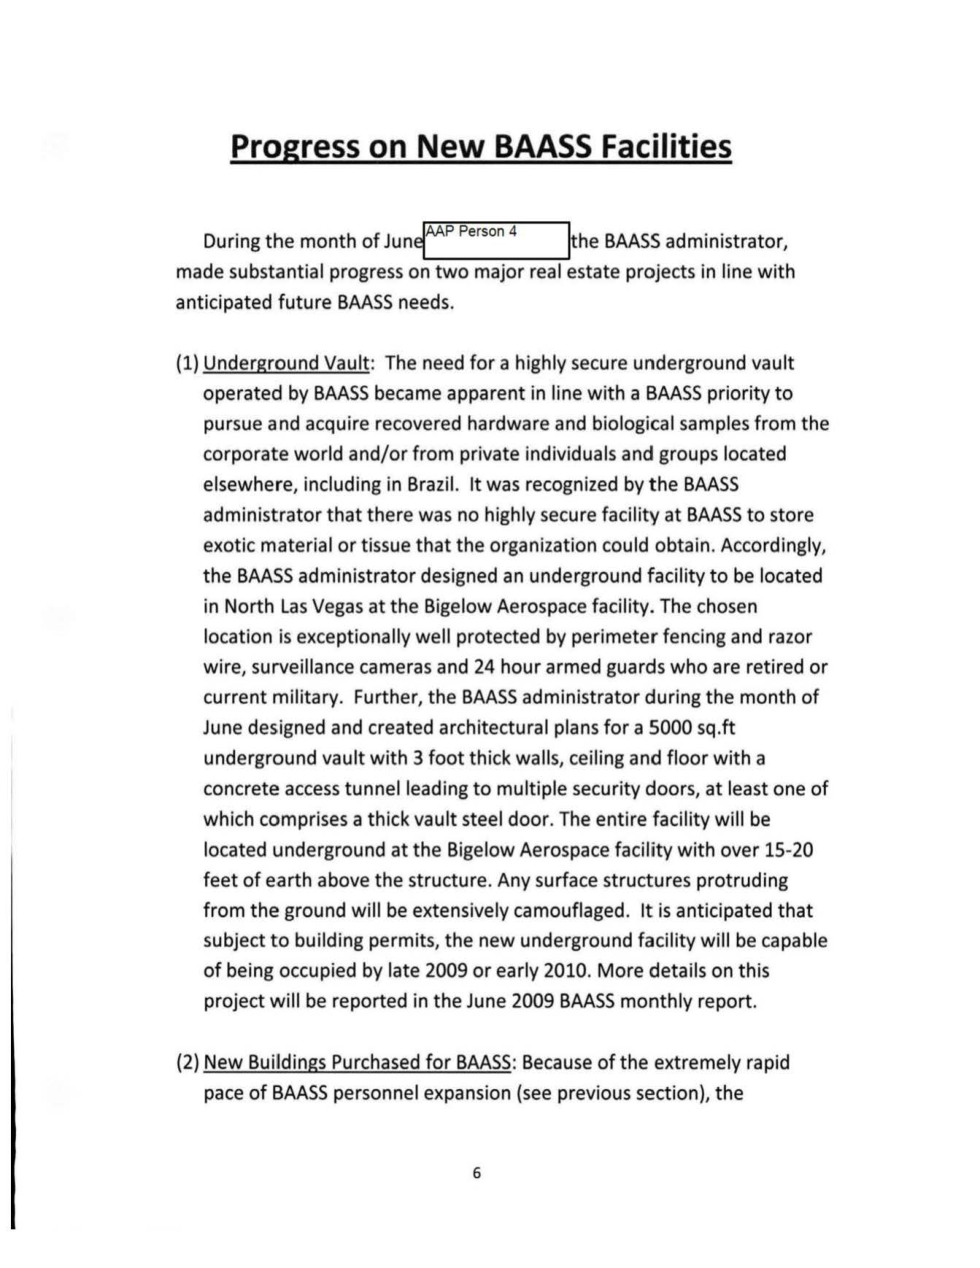 Progress on New BAASS Facilities
During the month of June AAP Person 4 the BAASS administrator,
made substantial progress on two major real estate projects in line with
anticipated future BAASS needs.
(1) Underground Vault: The need for a highly secure underground vault
operated by BAASS became apparent in line with a BAASS priority to
pursue and acquire recovered hardware and biological samples from the
corporate world and/or from private individuals and groups located
elsewhere, including in Brazil. It was recognized by the BAASS
administrator that there was no highly secure facility at BAASS to store
exotic material or tissue that the organization could obtain. Accordingly,
the BAASS administrator designed an underground facility to be located
in North Las Vegas at the Bigelow Aerospace facility. The chosen
location is exceptionally well protected by perimeter fencing and razor
wire, surveillance cameras and 24 hour armed guards who are retired or
current military. Further, the BAASS administrator during the month of
June designed and created architectural plans for a 5000 sq.ft
underground vault with 3 foot thick walls, ceiling and floor with a
concrete access tunnel leading to multiple security doors, at least one of
which comprises a thick vault steel door. The entire facility will be
located underground at the Bigelow Aerospace facility with over 15-20
feet of earth above the structure. Any surface structures protruding
from the ground will be extensively camouflaged. It is anticipated that
subject to building permits, the new underground facility will be capable
of being occupied by late 2009 or early 2010. More details on this
project will be reported in the June 2009 BAASS monthly report.
(2) New Buildings Purchased for BAASS: Because of the extremely rapid
pace of BAASS personnel expansion (see previous section), the
6